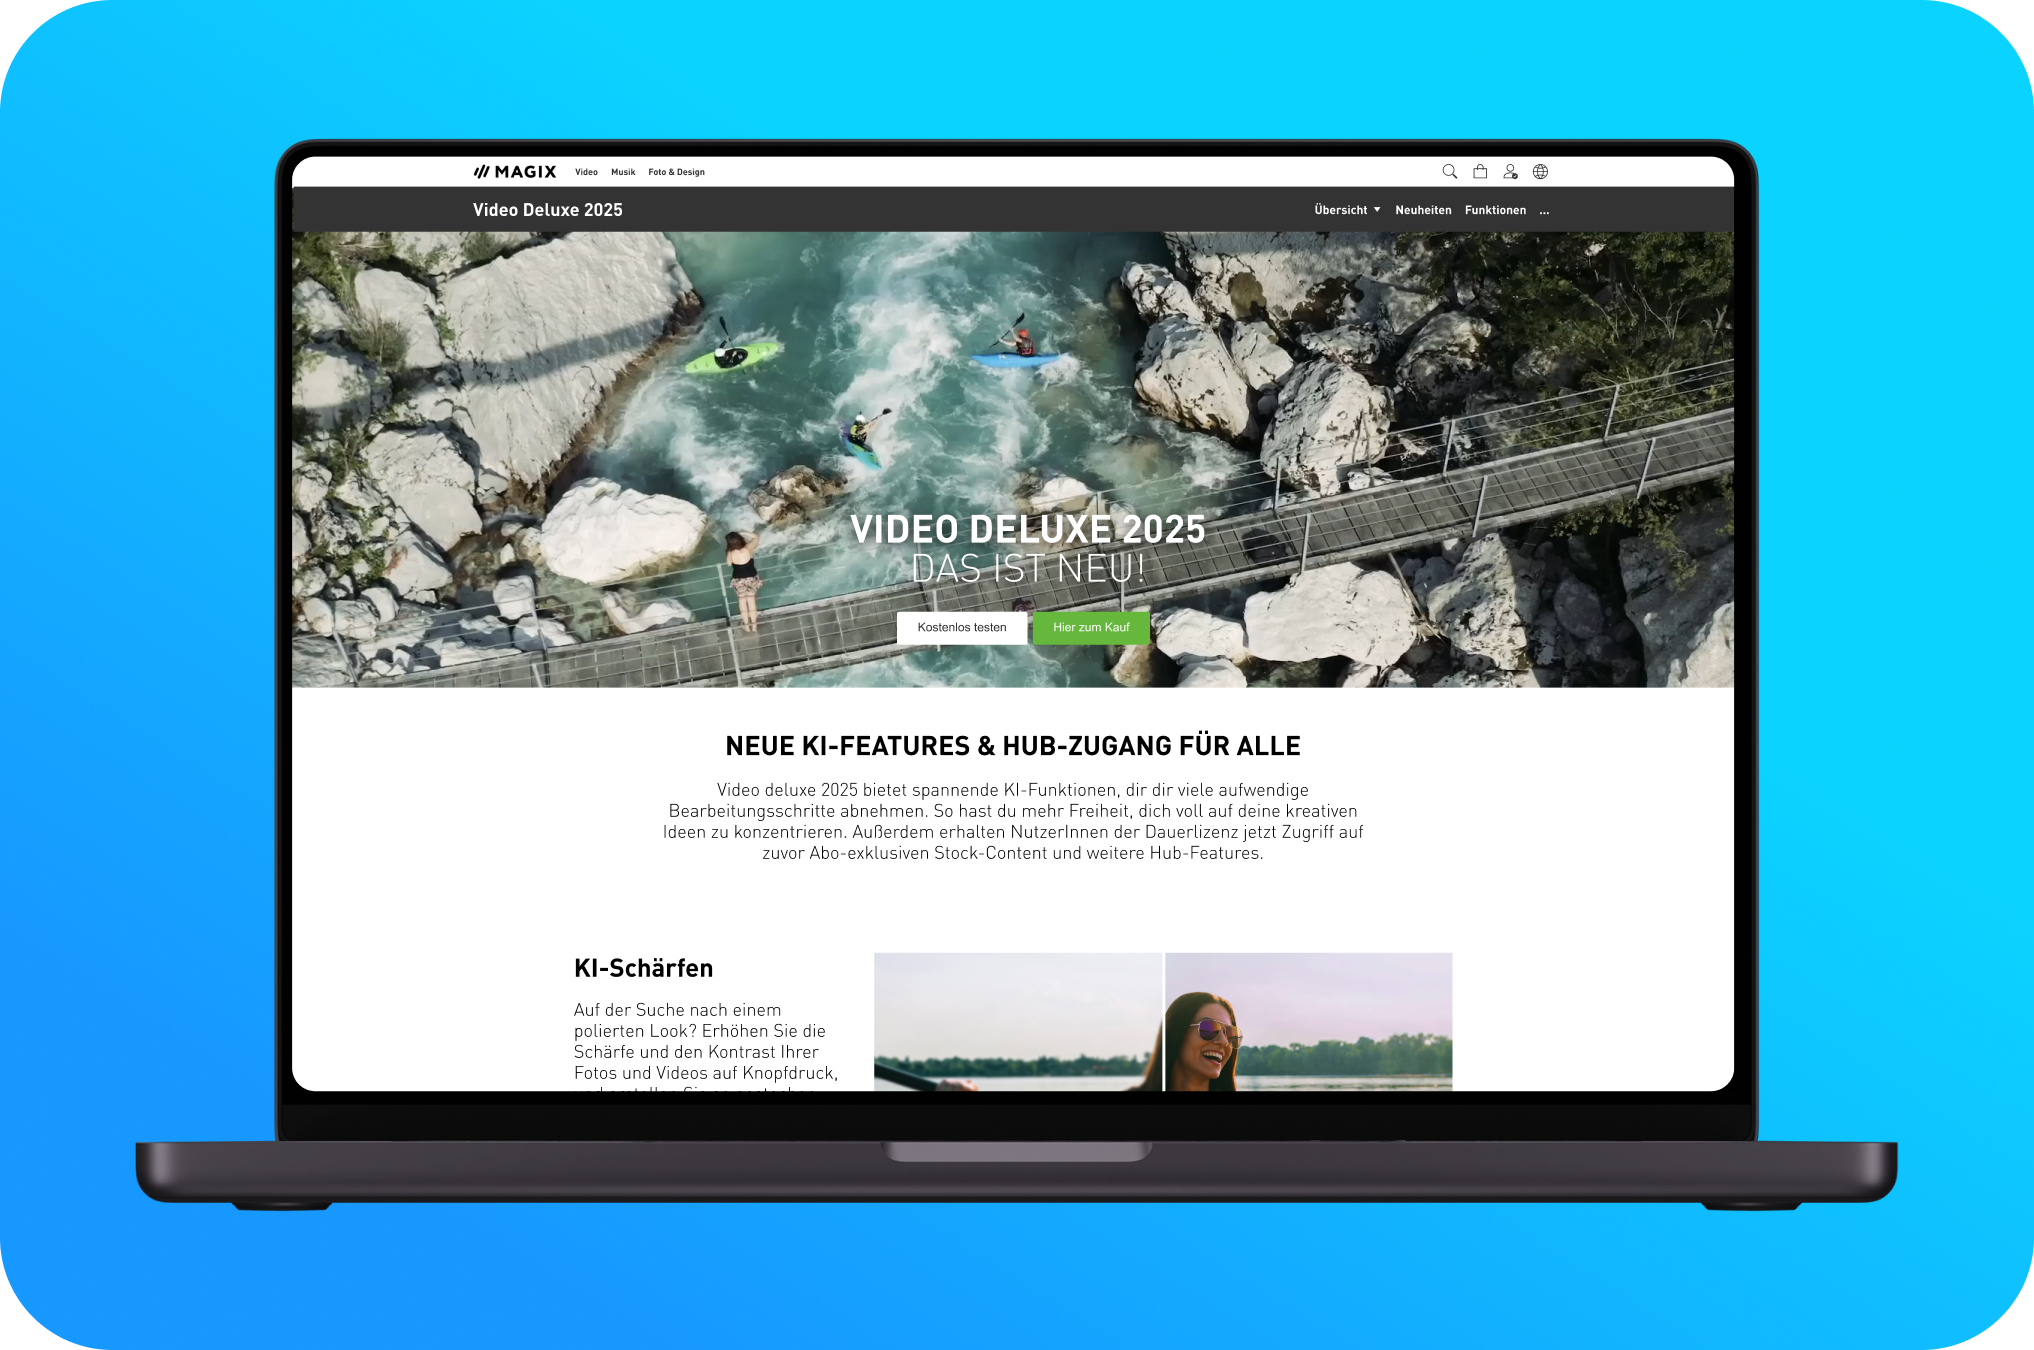 MAGIX Video Musik Foto & Design
Video Deluxe 2025 Übersicht Neuheiten Funktionen ...
VIDEO DELUXE 2025
DAS IST NEU!
Kostenlos testen Hier zum Kauf
NEUE KI-FEATURES & HUB-ZUGANG FÜR ALLE
Video deluxe 2025 bietet spannende KI-Funktionen, dir dir viele aufwendige
Bearbeitungsschritte abnehmen. So hast du mehr Freiheit, dich voll auf deine kreativen
Ideen zu konzentrieren. Außerdem erhalten NutzerInnen der Dauerlizenz jetzt Zugriff auf
zuvor Abo-exklusiven Stock-Content und weitere Hub-Features.
KI-Schärfen
Auf der Suche nach einem
polierten Look? Erhöhen Sie die
Schärfe und den Kontrast Ihrer
Fotos und Videos auf Knopfdruck,